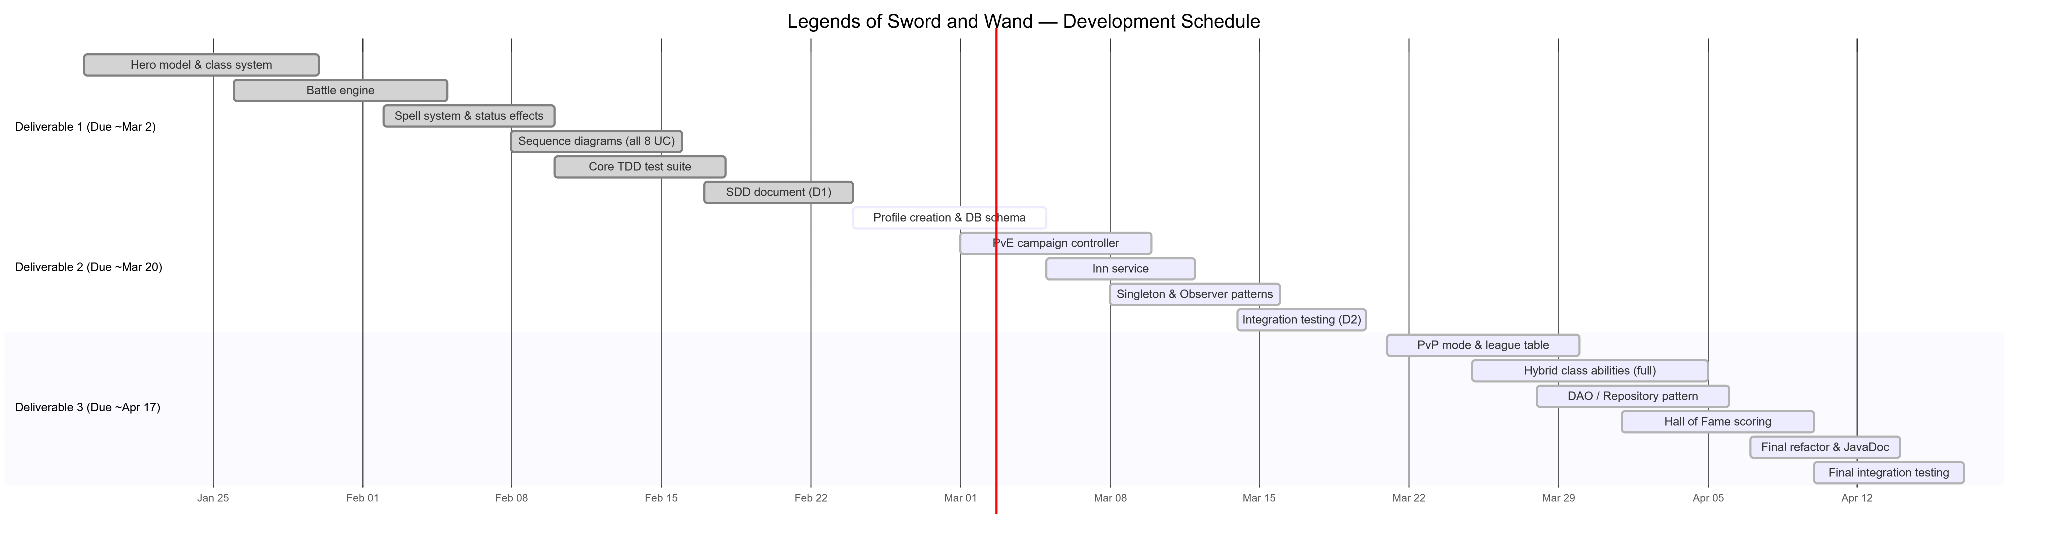 Legends of Sword and Wand — Development Schedule
Hero model & class system
Battle engine
Spell system & status effects
Deliverable 1 (Due ~Mar 2)
Sequence diagrams (all 8 UC)
Core TDD test suite
SDD document (D1)
Profile creation & DB schema
PvE campaign controller
Deliverable 2 (Due ~Mar 20)
Inn service
Singleton & Observer patterns
Integration testing (D2)
PvP mode & league table
Hybrid class abilities (full)
DAO / Repository pattern
Deliverable 3 (Due ~Apr 17)
Hall of Fame scoring
Final refactor & JavaDoc
Final integration testing
Jan 25 Feb 01 Feb 08 Feb 15 Feb 22 Mar 01 Mar 08 Mar 15 Mar 22 Mar 29 Apr 05 Apr 12